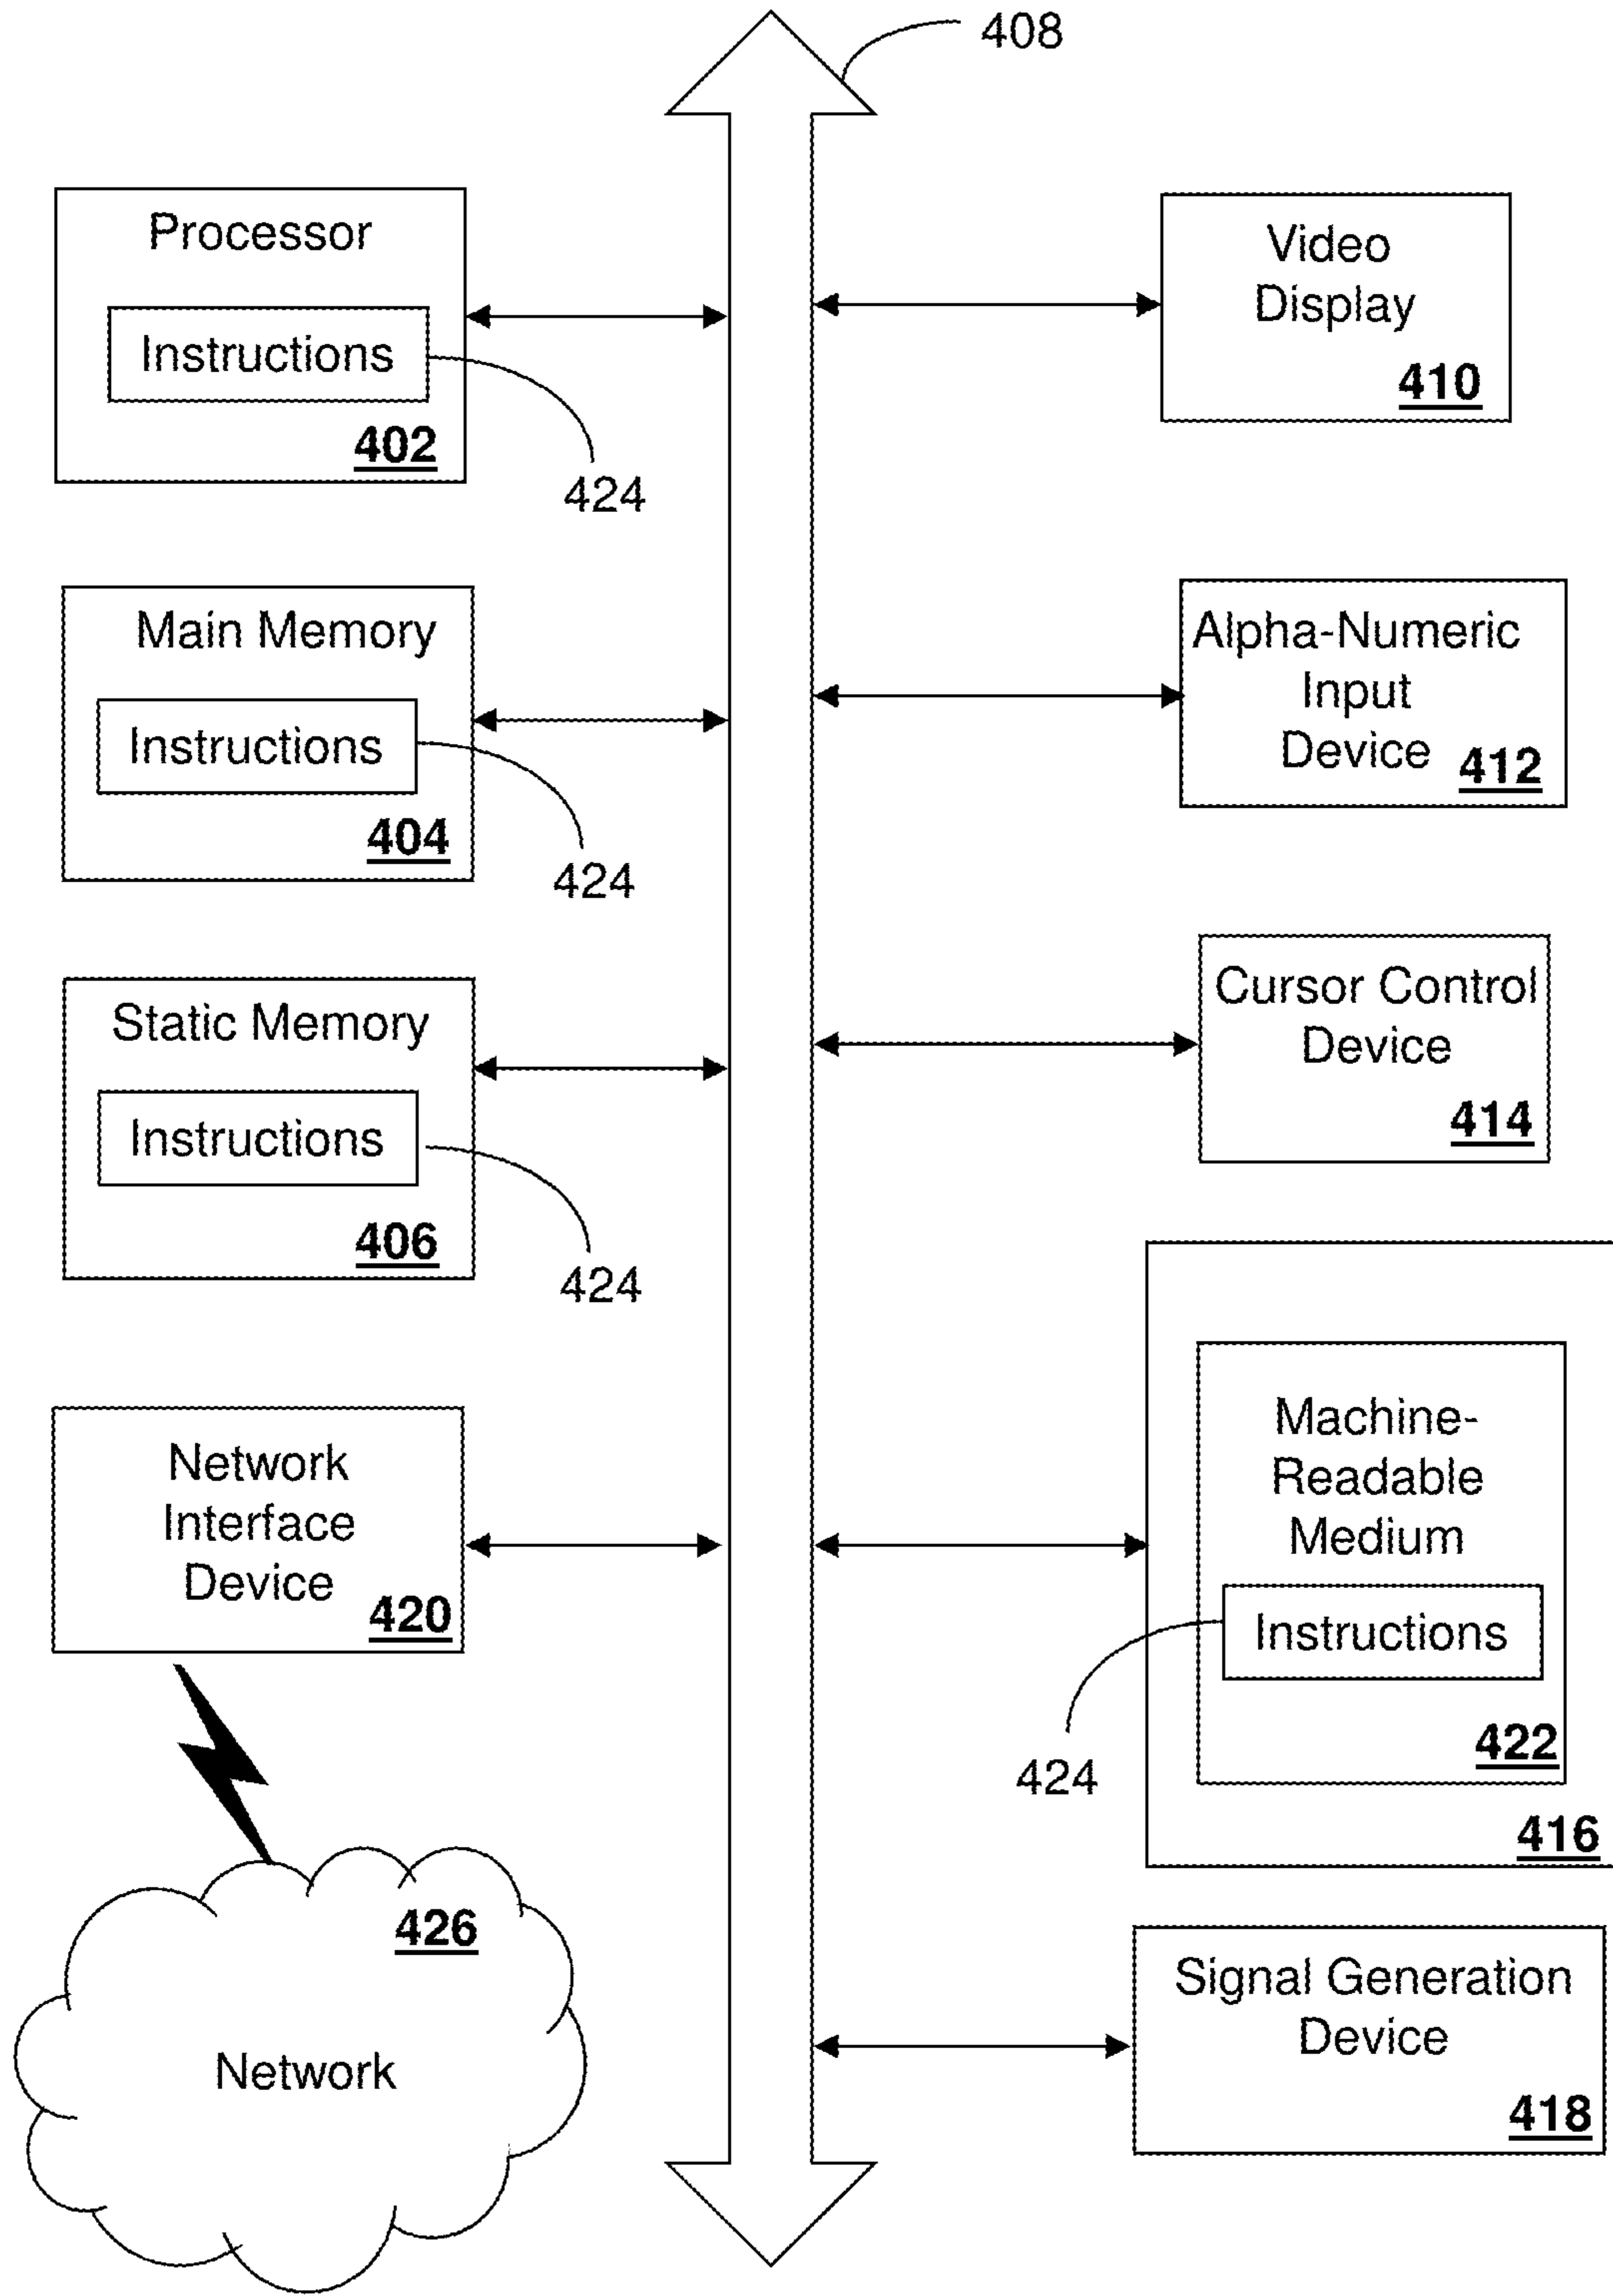 408
Processor
Instructions
402
424
Main Memory
Instructions
404
424
Static Memory
Instructions
406
424
Network
Interface
Device
420
426
Network
Video
Display
410
Alpha-Numeric
Input
Device
412
Cursor Control
Device
414
Machine-
Readable
Medium
Instructions
422
424
416
Signal Generation
Device
418